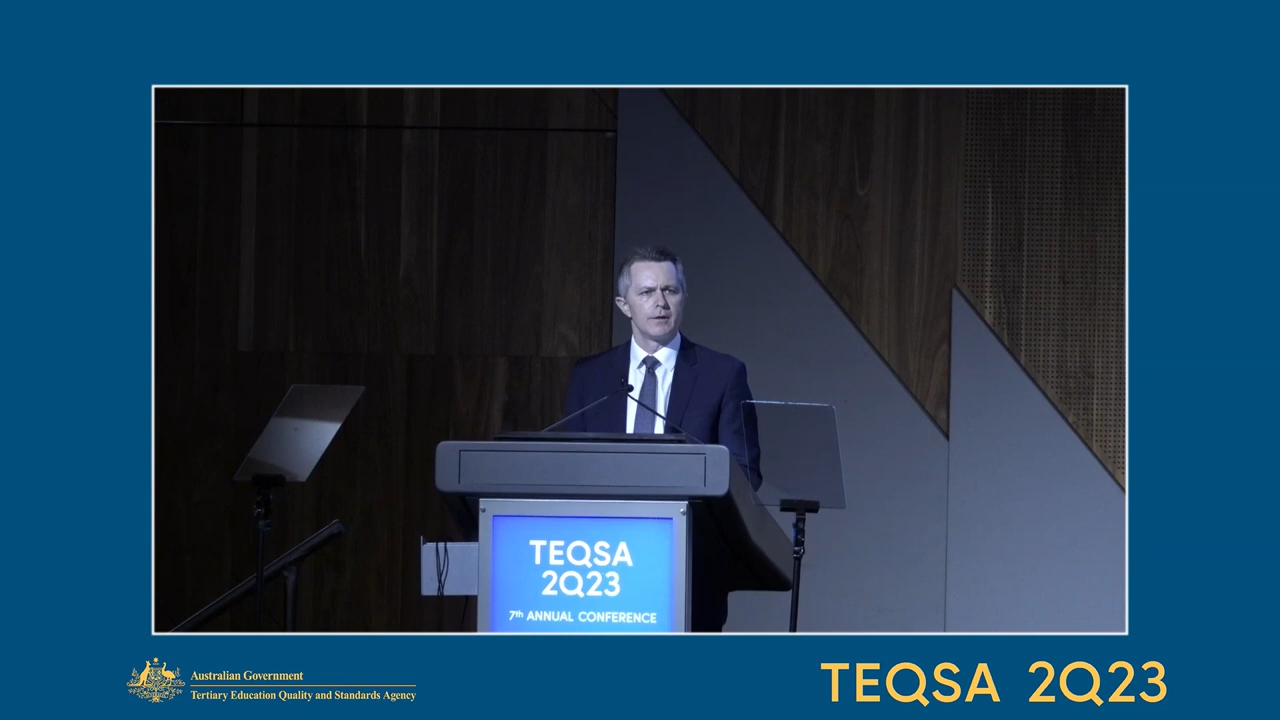 TEQSA
2Q23
7th ANNUAL CONFERENCE
Australian Government
Tertiary Education Quality and Standards Agency
TEQSA 2Q23